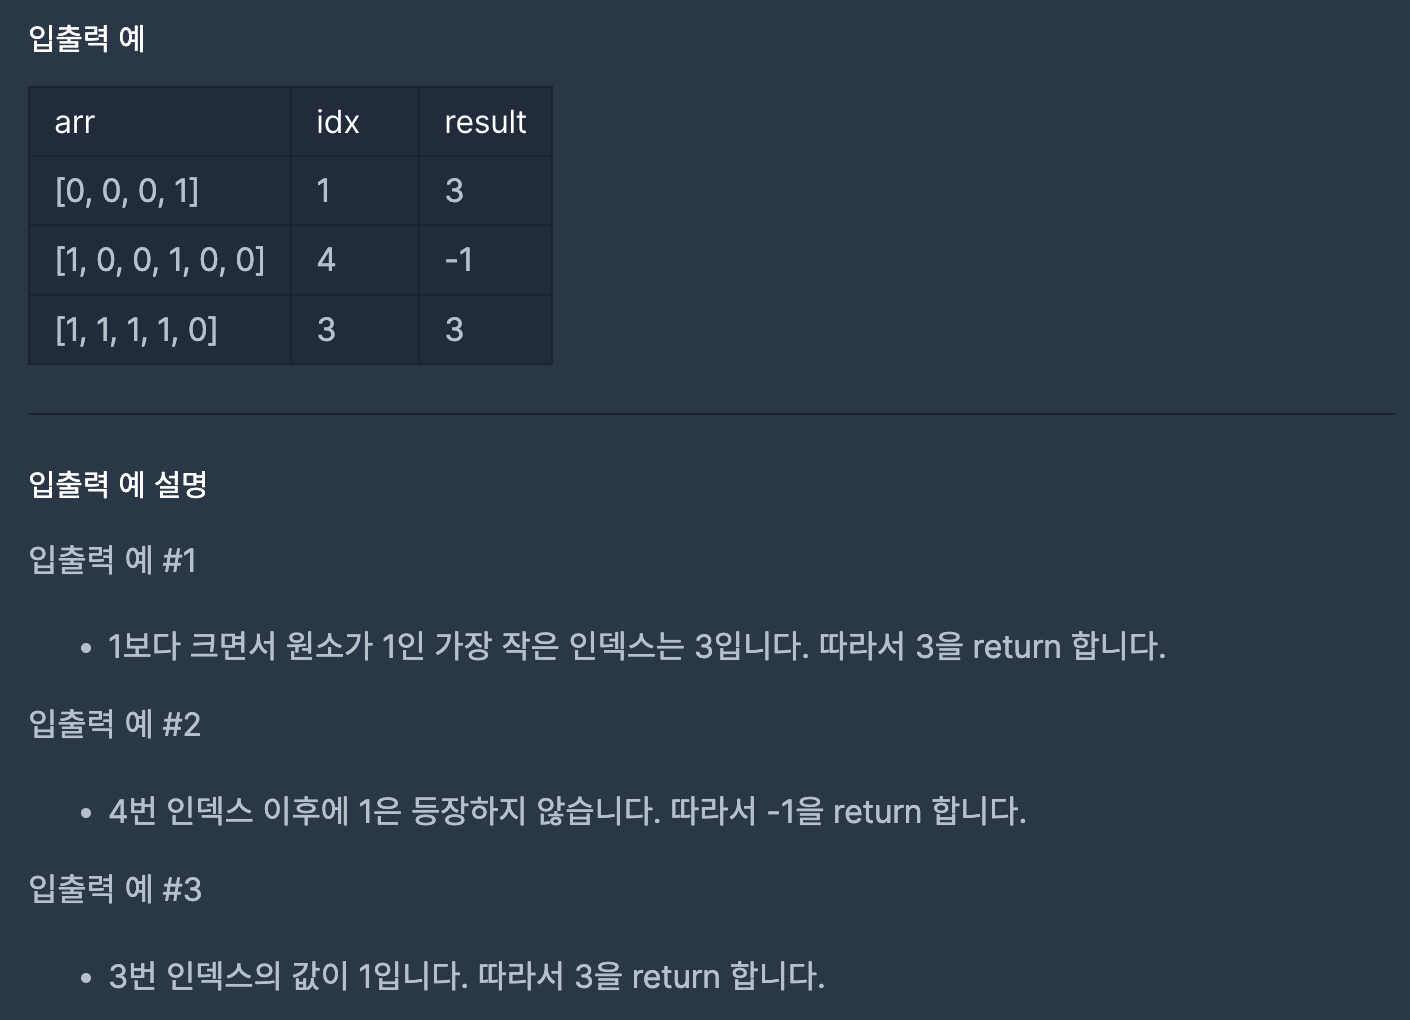 입출력 예
arr idx result
[0, 0, 0, 1] 1 3
[1, 0, 0, 1, 0, 0] 4 -1
[1, 1, 1, 1, 0] 3 3
입출력 예 설명
입출력 예 #1
• 1보다 크면서 원소가 1인 가장 작은 인덱스는 3입니다. 따라서 3을 return 합니다.
입출력 예 #2
• 4번 인덱스 이후에 1은 등장하지 않습니다. 따라서 -1을 return 합니다.
입출력 예 #3
• 3번 인덱스의 값이 1입니다. 따라서 3을 return 합니다.